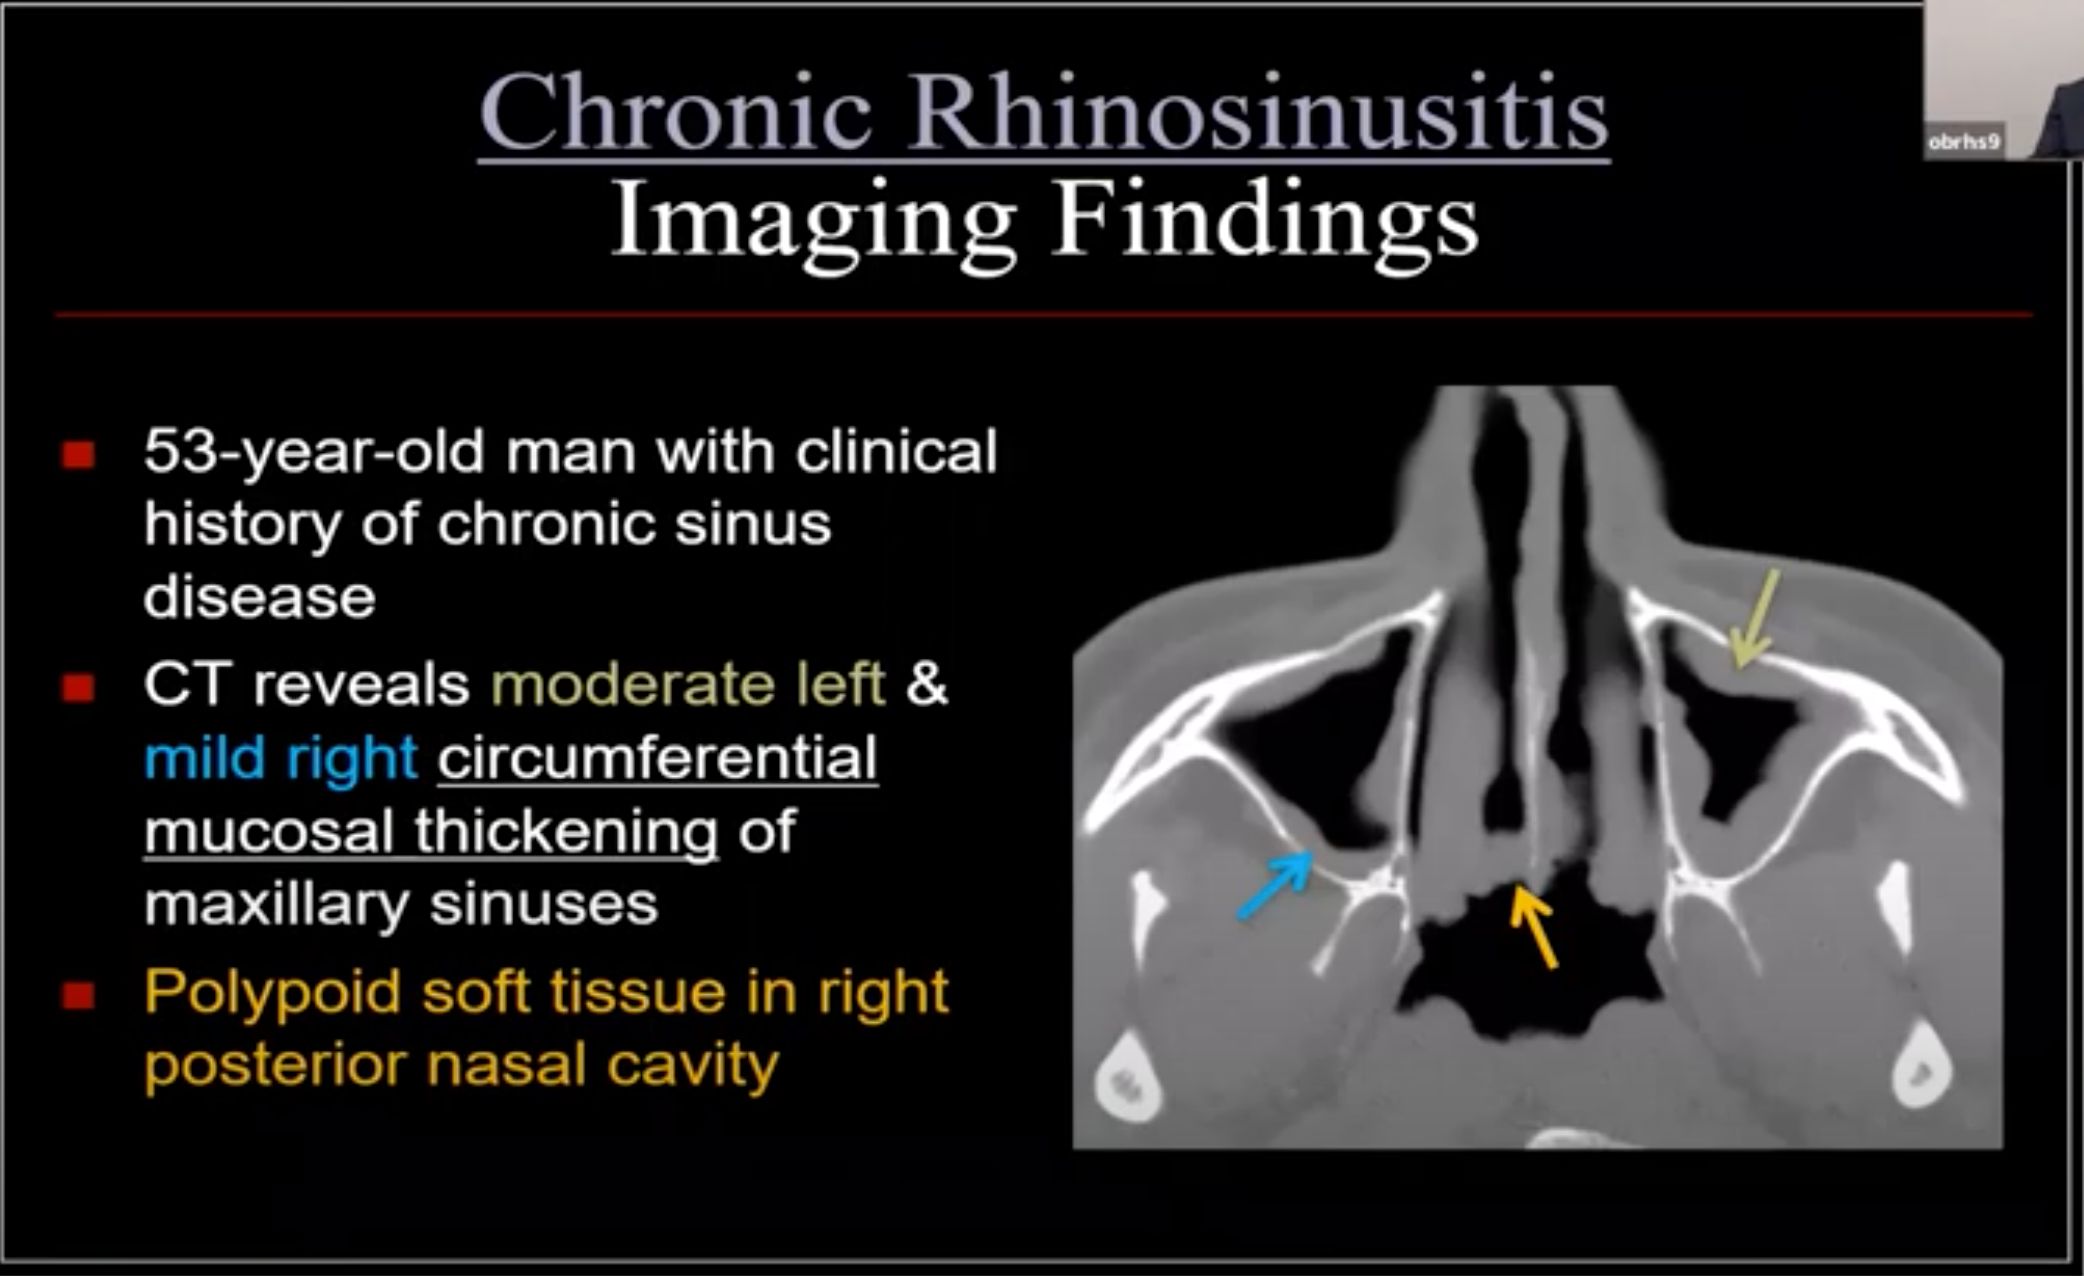 Chronic Rhinosinusitis
Imaging Findings
obrhs9
53-year-old man with clinical
history of chronic sinus
disease
CT reveals moderate left &
mild right circumferential
mucosal thickening of
maxillary sinuses
Polypoid soft tissue in right
posterior nasal cavity